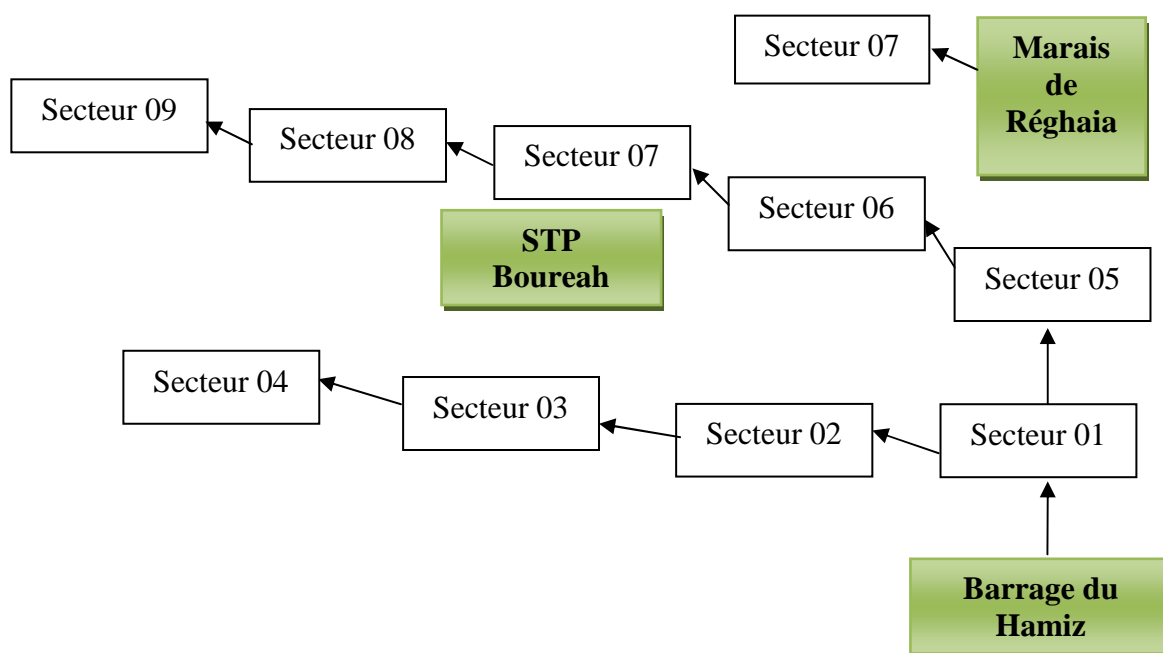 Secteur 07
Marais
de
Réghaia
Secteur 09
Secteur 08
Secteur 07
Secteur 06
STP
Boureah
Secteur 05
Secteur 04
Secteur 03
Secteur 02
Secteur 01
Barrage du
Hamiz